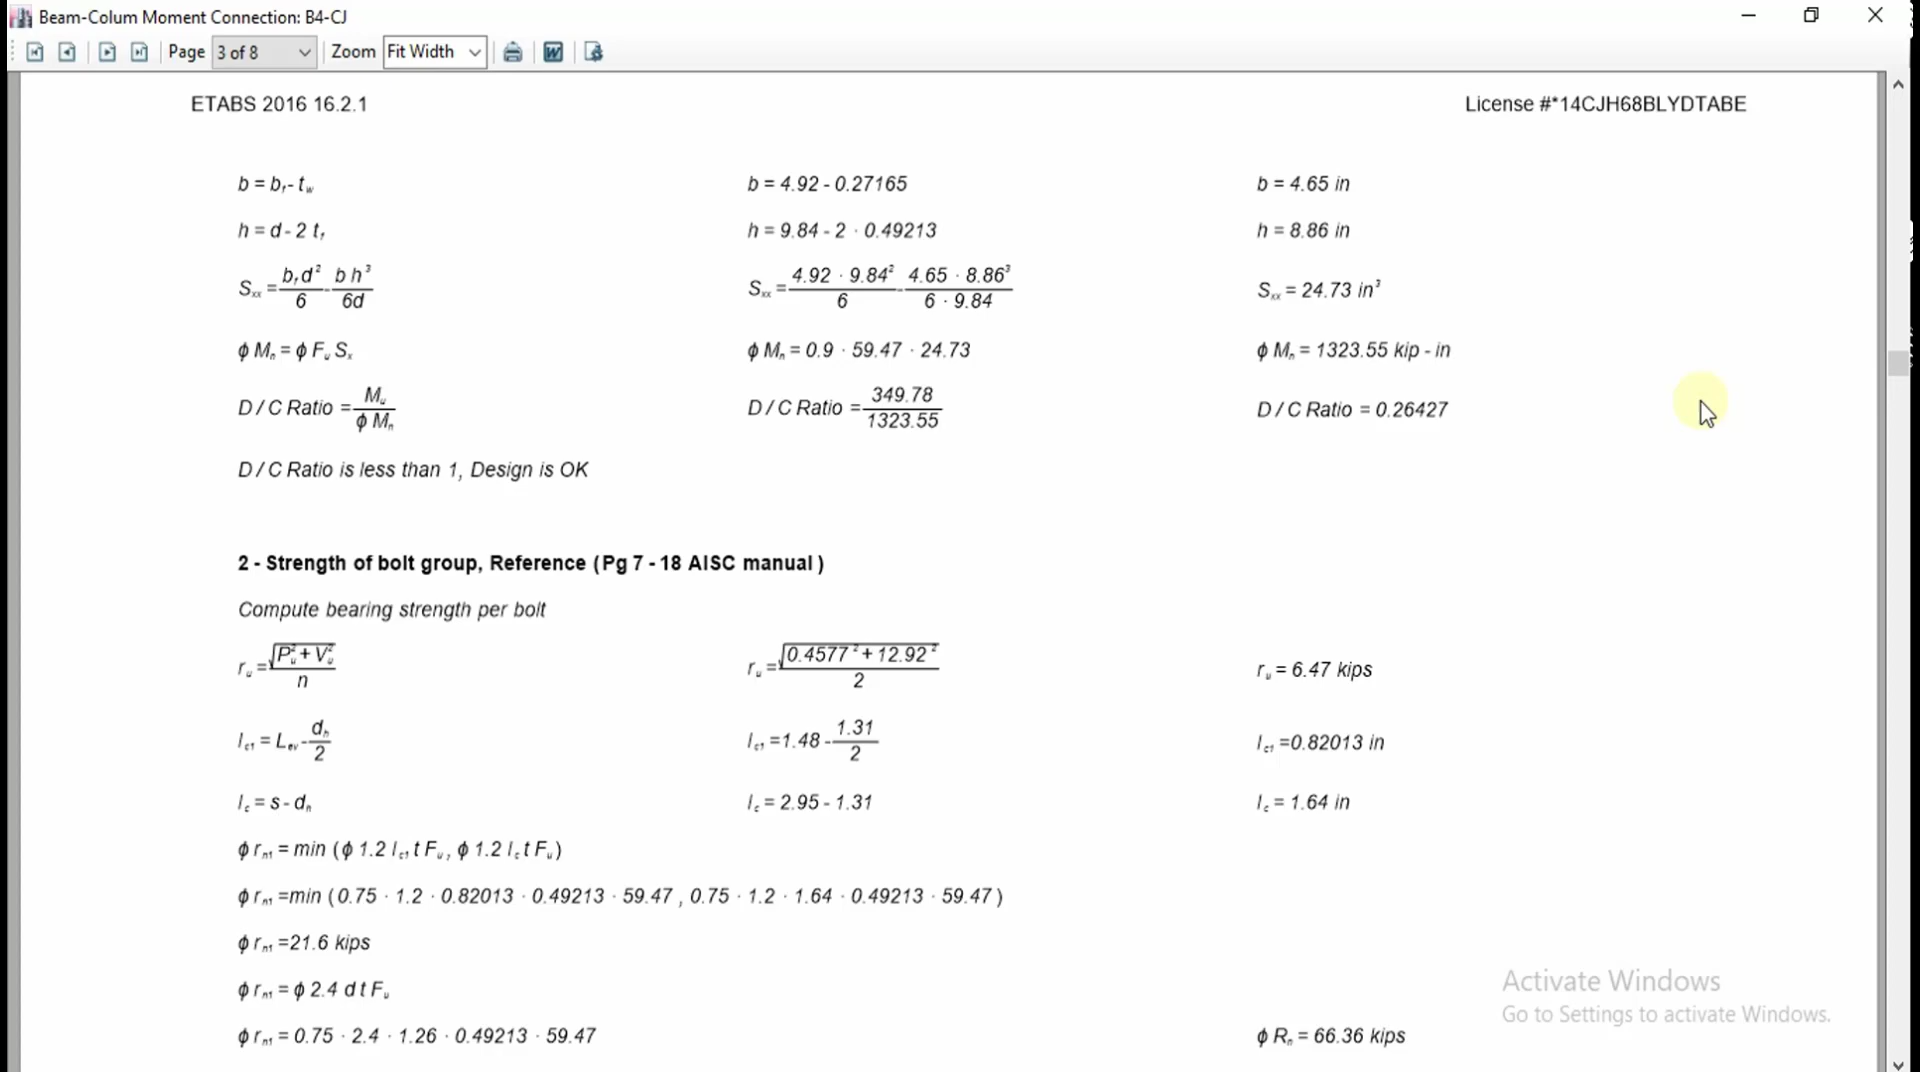 Beam-Colum Moment Connection: B4-CJ
Page 3 of 8 Zoom Fit Width
ETABS 2016 16.2.1 License #*14CJH68BLYDTABE
b = b_f - t_w b = 4.92 - 0.27165 b = 4.65 in
h = d - 2 t_f h = 9.84 - 2 · 0.49213 h = 8.86 in
S_xx = b_f d²/6 - b h³/6d S_xx = 4.92 · 9.84²/6 - 4.65 · 8.86³/6 · 9.84 S_xx = 24.73 in³
ϕ M_n = ϕ F_u S_x ϕ M_n = 0.9 · 59.47 · 24.73 ϕ M_n = 1323.55 kip - in
D / C Ratio = M_u/ϕ M_n D / C Ratio = 349.78/1323.55 D / C Ratio = 0.26427
D / C Ratio is less than 1, Design is OK
2 - Strength of bolt group, Reference (Pg 7 - 18 AISC manual)
Compute bearing strength per bolt
r_u = √P_u² + V_u²/n r_u = √0.4577² + 12.92²/2 r_u = 6.47 kips
l_c1 = L_ev - d_h/2 l_c1 = 1.48 - 1.31/2 l_c1 = 0.82013 in
l_c = s - d_h l_c = 2.95 - 1.31 l_c = 1.64 in
ϕ r_n1 = min (ϕ 1.2 l_c1 t F_u, ϕ 1.2 l_c t F_u)
ϕ r_n1 = min (0.75 · 1.2 · 0.82013 · 0.49213 · 59.47, 0.75 · 1.2 · 1.64 · 0.49213 · 59.47)
ϕ r_n1 = 21.6 kips
ϕ r_n1 = ϕ 2.4 d t F_u
ϕ r_n1 = 0.75 · 2.4 · 1.26 · 0.49213 · 59.47 ϕ R_n = 66.36 kips
Activate Windows
Go to Settings to activate Windows.